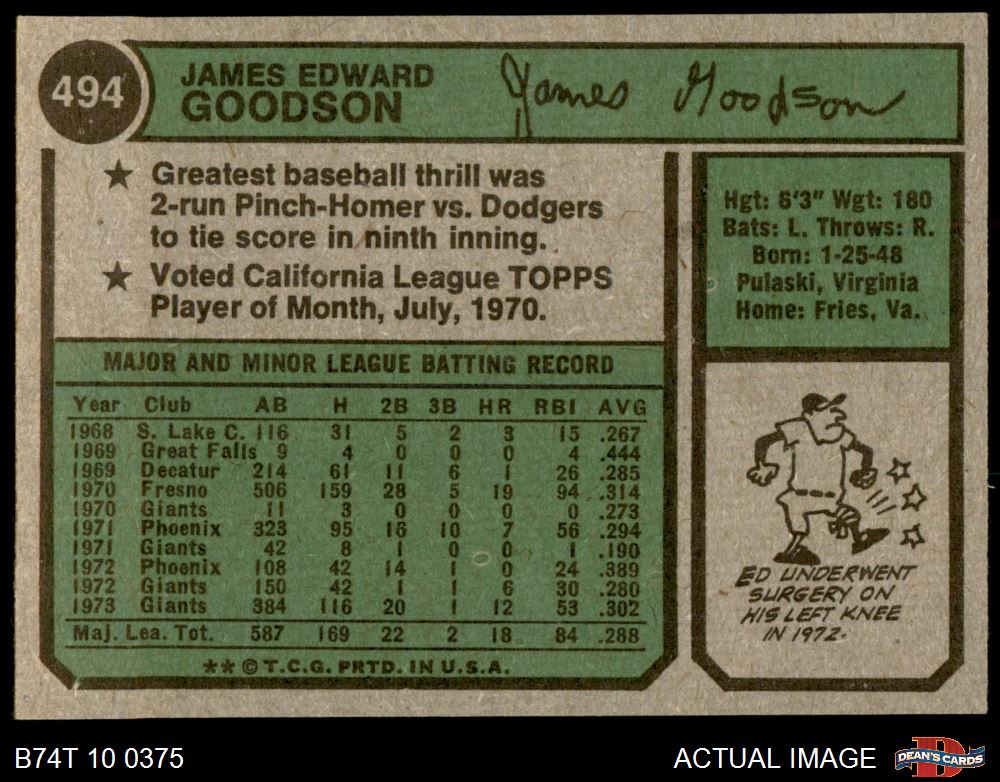 494
JAMES EDWARD
GOODSON
James Goodson
★ Greatest baseball thrill was
2-run Pinch-Homer vs. Dodgers
to tie score in ninth inning.
★ Voted California League TOPPS
Player of Month, July, 1970.
Hgt: 6'3" Wgt: 180
Bats: L. Throws: R.
Born: 1-25-48
Pulaski, Virginia
Home: Fries, Va.
MAJOR AND MINOR LEAGUE BATTING RECORD
Year Club AB H 2B 3B HR RBI AVG
1968 S. Lake C. 116 31 5 2 3 15 .267
1969 Great Falls 9 4 0 0 0 4 .444
1969 Decatur 214 61 11 6 1 26 .285
1970 Fresno 506 159 28 5 19 94 .314
1970 Giants 11 3 0 0 0 0 .273
1971 Phoenix 323 95 16 10 7 56 .294
1971 Giants 42 8 1 0 0 1 .190
1972 Phoenix 108 42 14 1 0 24 .389
1972 Giants 150 42 1 1 6 30 .280
1973 Giants 384 116 20 1 12 53 .302
Maj. Lea. Tot. 587 169 22 2 18 84 .288
** © T.C.G. PRTD. IN U.S.A.
ED UNDERWENT
SURGERY ON
HIS LEFT KNEE
IN 1972.
B74T 10 0375
ACTUAL IMAGE
D
DEAN'S CARDS